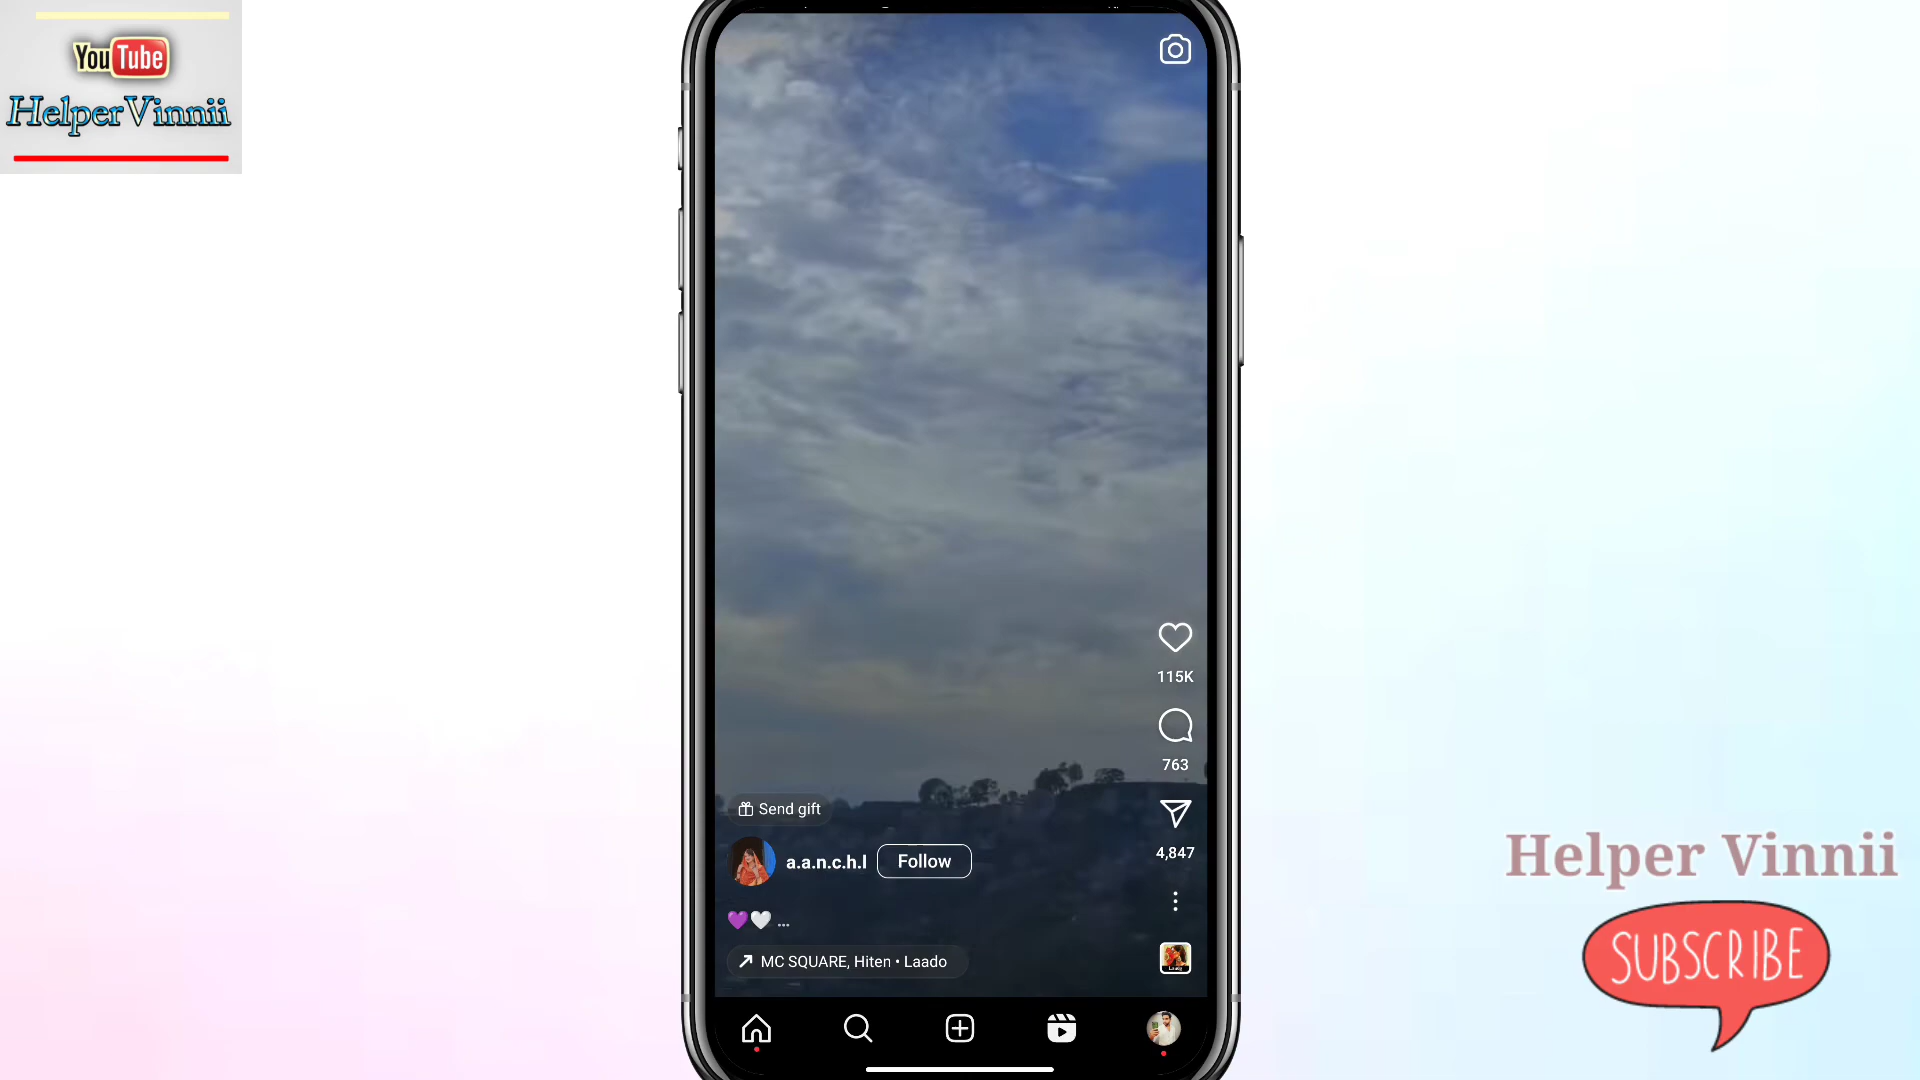 YouTube
HelperVinnii
115K
763
Send gift
4,847
a.a.n.c.h.l
Follow
💜🤍 ...
MC SQUARE, Hiten • Laado
Helper Vinnii
SUBSCRIBE